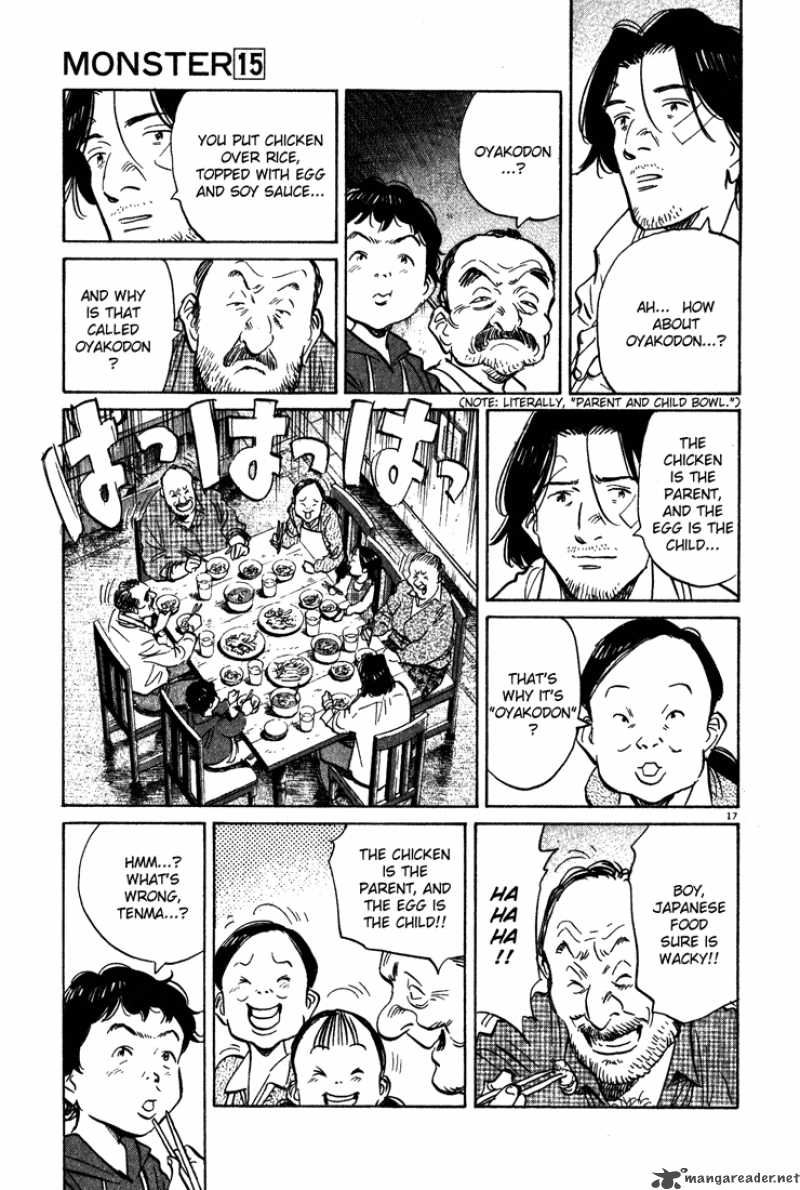 MONSTER 15
AH... HOW
ABOUT
OYAKODON...?
OYAKODON
...?
YOU PUT CHICKEN
OVER RICE,
TOPPED WITH EGG
AND SOY SAUCE...
AND WHY
IS THAT
CALLED
OYAKODON
?
(NOTE: LITERALLY, "PARENT AND CHILD BOWL.")
THE
CHICKEN
IS THE
PARENT,
AND THE
EGG IS THE
CHILD...
THAT'S
WHY IT'S
"OYAKODON"
?
ばっはっはっ
17
BOY,
JAPANESE
FOOD
SURE IS
WACKY!!
HA
HA
HA
!!
THE CHICKEN
IS THE
PARENT, AND
THE EGG IS
THE CHILD!!
HMM...?
WHAT'S
WRONG,
TENMA...?
mangareader.net